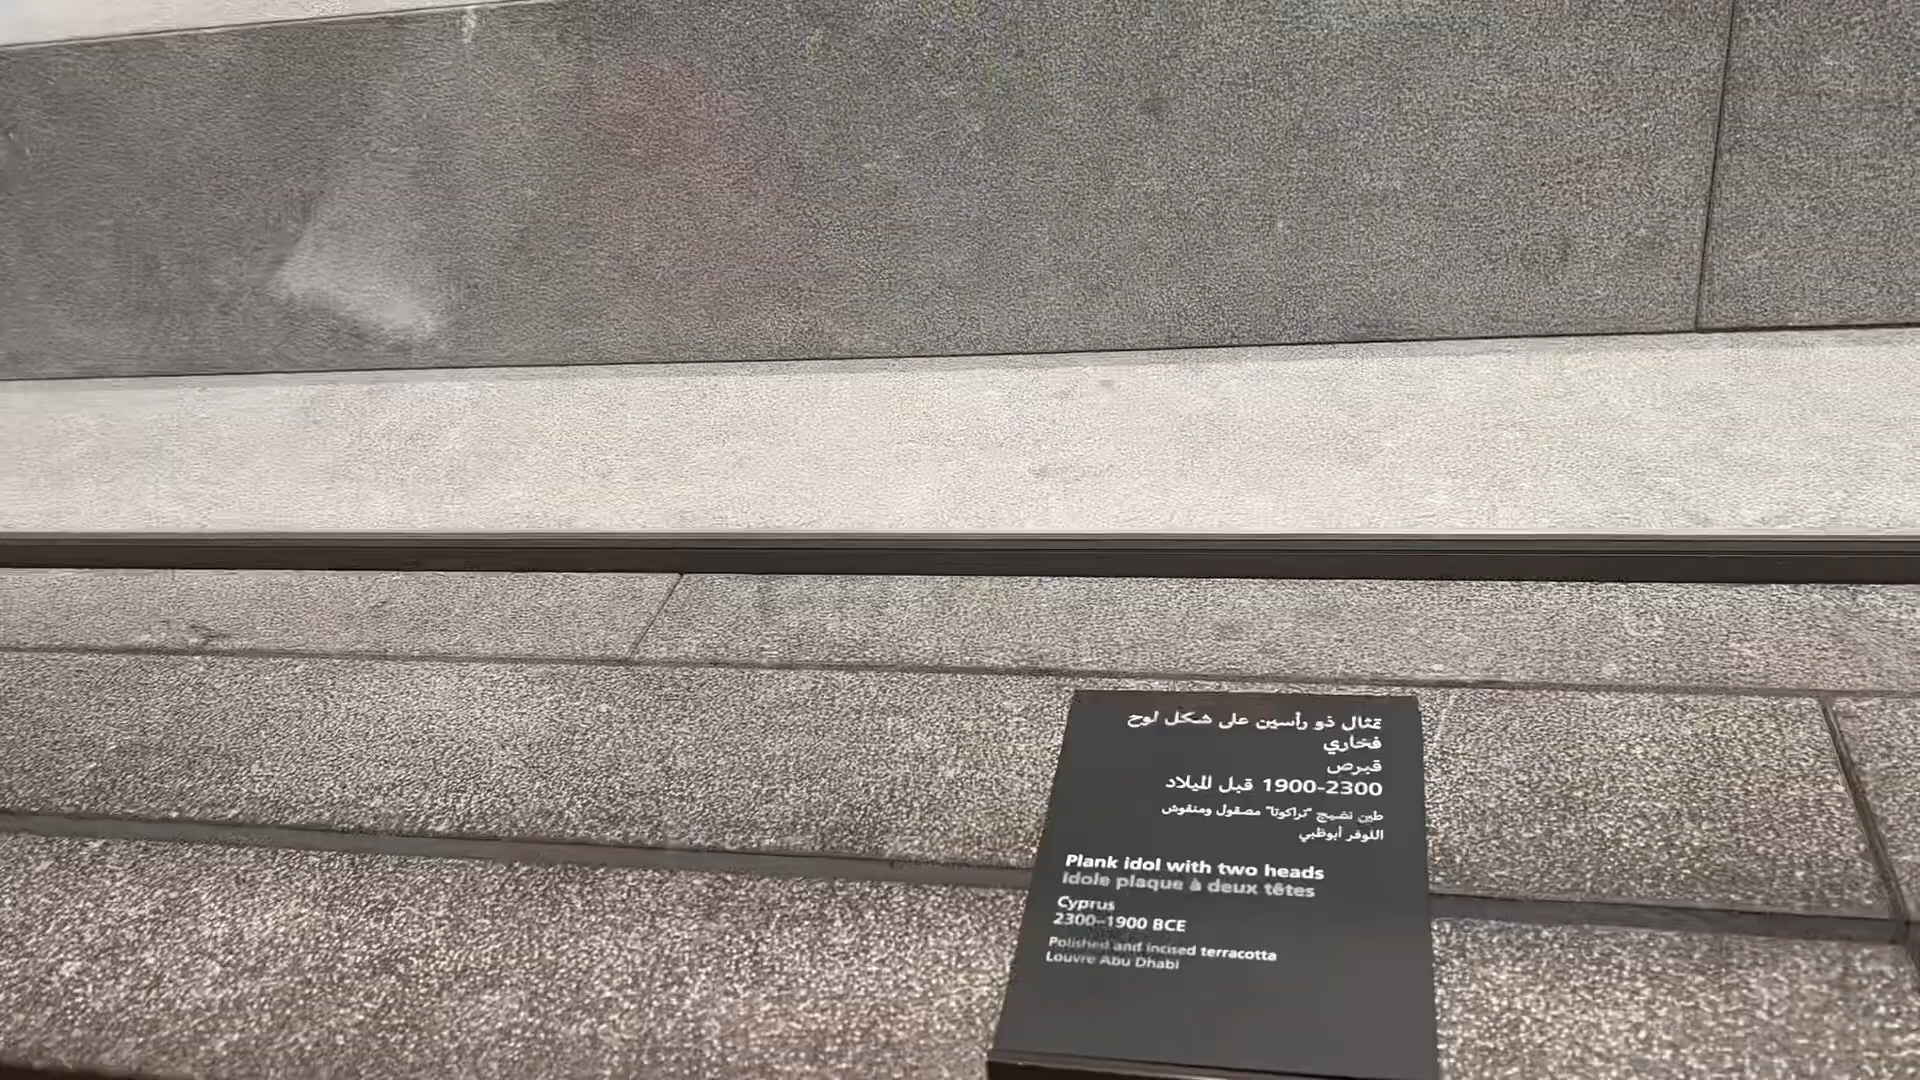 تمثال ذو رأسين على شكل لوح
فخاري
قبرص
1900-2300 قبل الميلاد
طين نضيج "تراكوتا" مصقول ومنقوش
اللوفر أبوظبي
Plank idol with two heads
Idole plaque à deux têtes
Cyprus
2300–1900 BCE
Polished and incised terracotta
Louvre Abu Dhabi